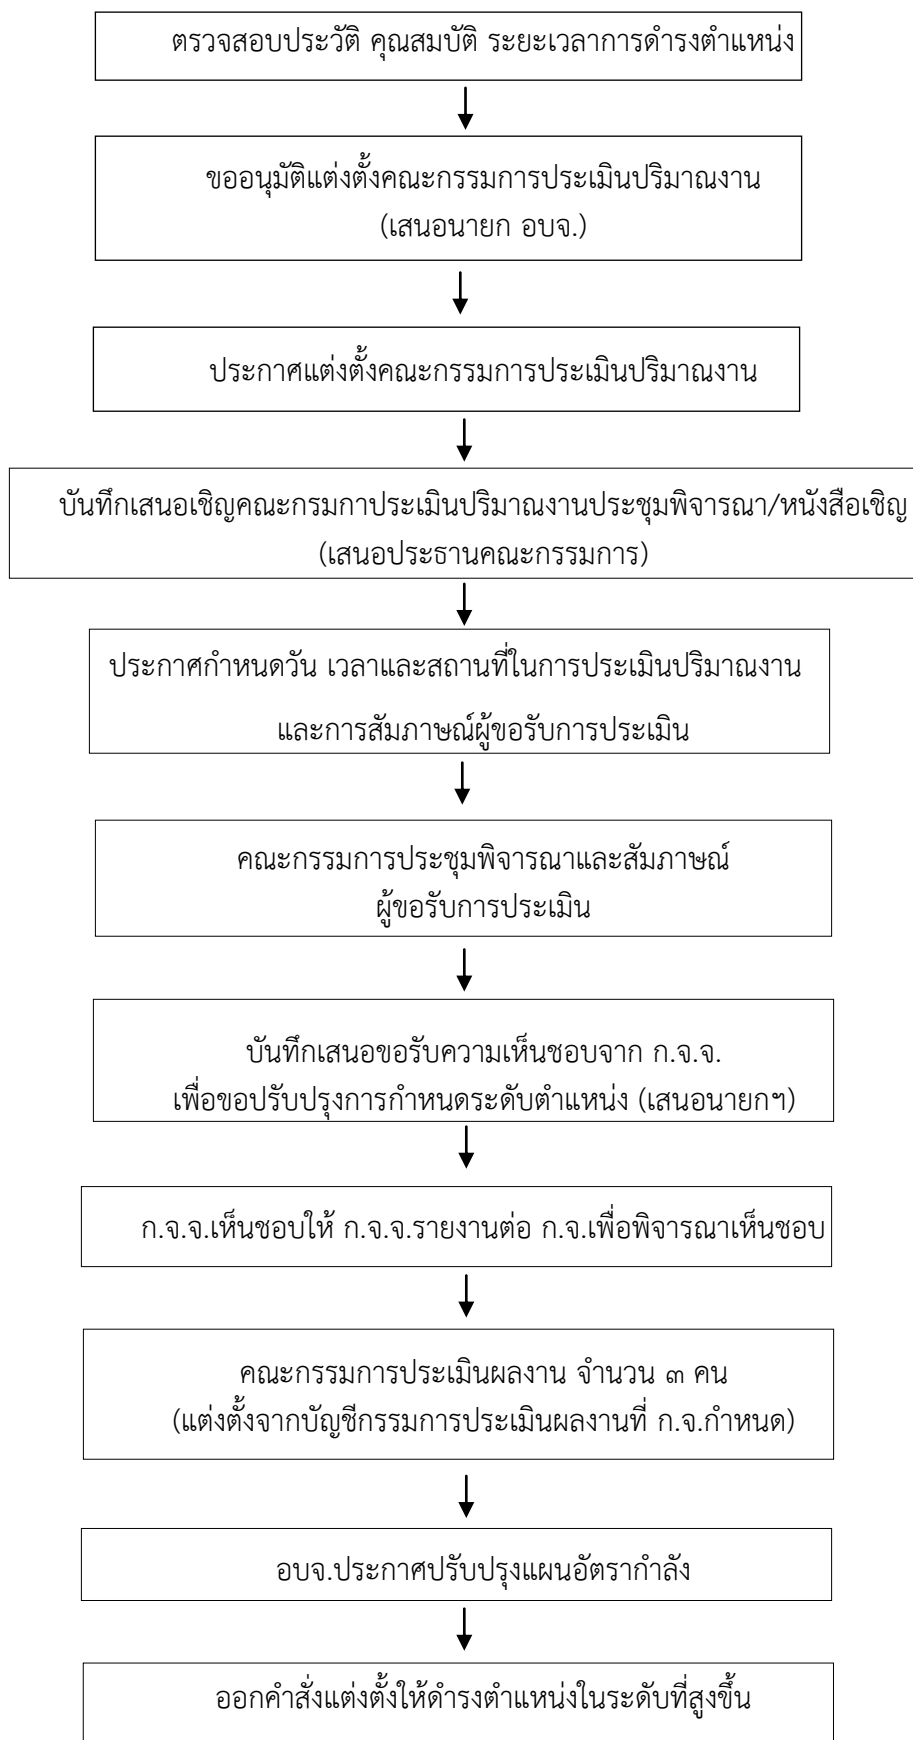 ตรวจสอบประวัติ คุณสมบัติ ระยะเวลาการดำรงตำแหน่ง
ขออนุมัติแต่งตั้งคณะกรรมการประเมินปริมาณงาน
(เสนอนายก อบจ.)
ประกาศแต่งตั้งคณะกรรมการประเมินปริมาณงาน
บันทึกเสนอเชิญคณะกรมกาประเมินปริมาณงานประชุมพิจารณา/หนังสือเชิญ
(เสนอประธานคณะกรรมการ)
ประกาศกำหนดวัน เวลาและสถานที่ในการประเมินปริมาณงาน
และการสัมภาษณ์ผู้ขอรับการประเมิน
คณะกรรมการประชุมพิจารณาและสัมภาษณ์
ผู้ขอรับการประเมิน
บันทึกเสนอขอรับความเห็นชอบจาก ก.จ.จ.
เพื่อขอปรับปรุงการกำหนดระดับตำแหน่ง (เสนอนายกฯ)
ก.จ.จ.เห็นชอบให้ ก.จ.จ.รายงานต่อ ก.จ.เพื่อพิจารณาเห็นชอบ
คณะกรรมการประเมินผลงาน จำนวน ๓ คน
(แต่งตั้งจากบัญชีกรรมการประเมินผลงานที่ ก.จ.กำหนด)
อบจ.ประกาศปรับปรุงแผนอัตรากำลัง
ออกคำสั่งแต่งตั้งให้ดำรงตำแหน่งในระดับที่สูงขึ้น